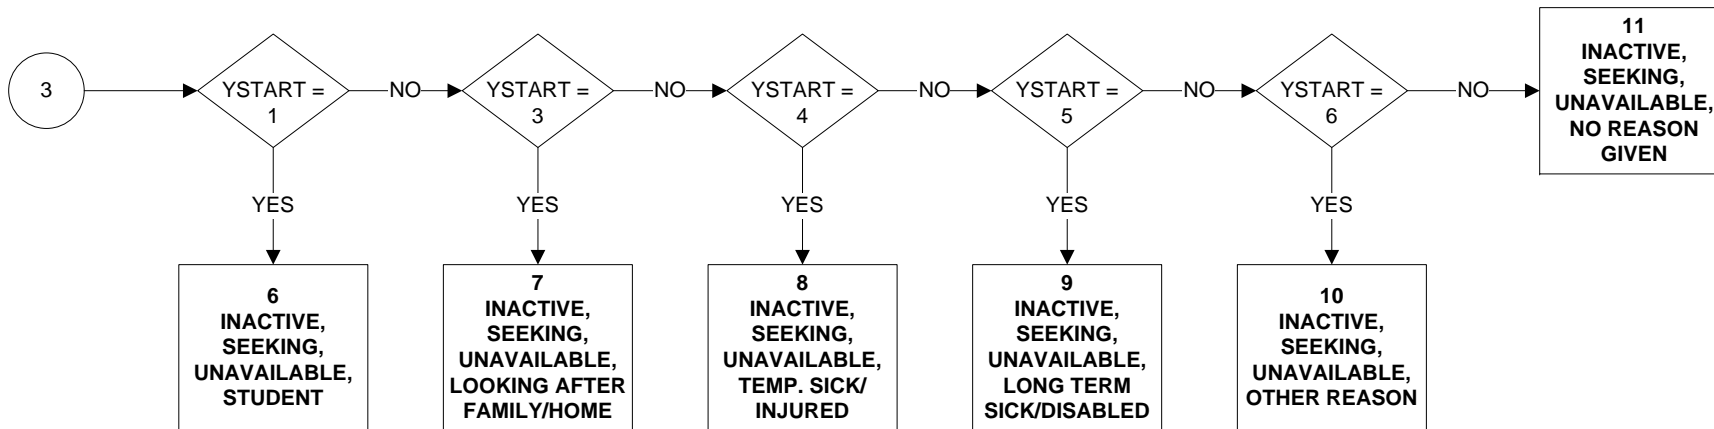 3
YSTART =
1
NO
YSTART =
3
NO
YSTART =
4
NO
YSTART =
5
NO
YSTART =
6
NO
11
INACTIVE,
SEEKING,
UNAVAILABLE,
NO REASON
GIVEN
YES
YES
YES
YES
YES
6
INACTIVE,
SEEKING,
UNAVAILABLE,
STUDENT
7
INACTIVE,
SEEKING,
UNAVAILABLE,
LOOKING AFTER
FAMILY/HOME
8
INACTIVE,
SEEKING,
UNAVAILABLE,
TEMP. SICK/
INJURED
9
INACTIVE,
SEEKING,
UNAVAILABLE,
LONG TERM
SICK/DISABLED
10
INACTIVE,
SEEKING,
UNAVAILABLE,
OTHER REASON